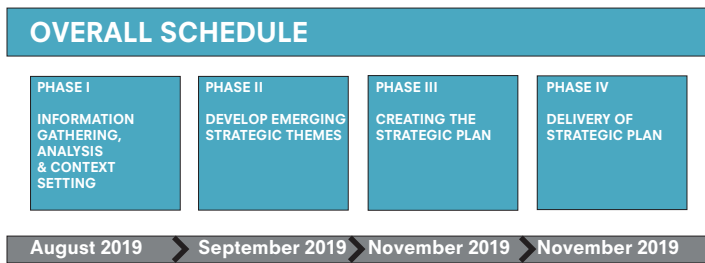 OVERALL SCHEDULE
PHASE I
INFORMATION
GATHERING,
ANALYSIS
& CONTEXT
SETTING
PHASE II
DEVELOP EMERGING
STRATEGIC THEMES
PHASE III
CREATING THE
STRATEGIC PLAN
PHASE IV
DELIVERY OF
STRATEGIC PLAN
August 2019
September 2019
November 2019
November 2019